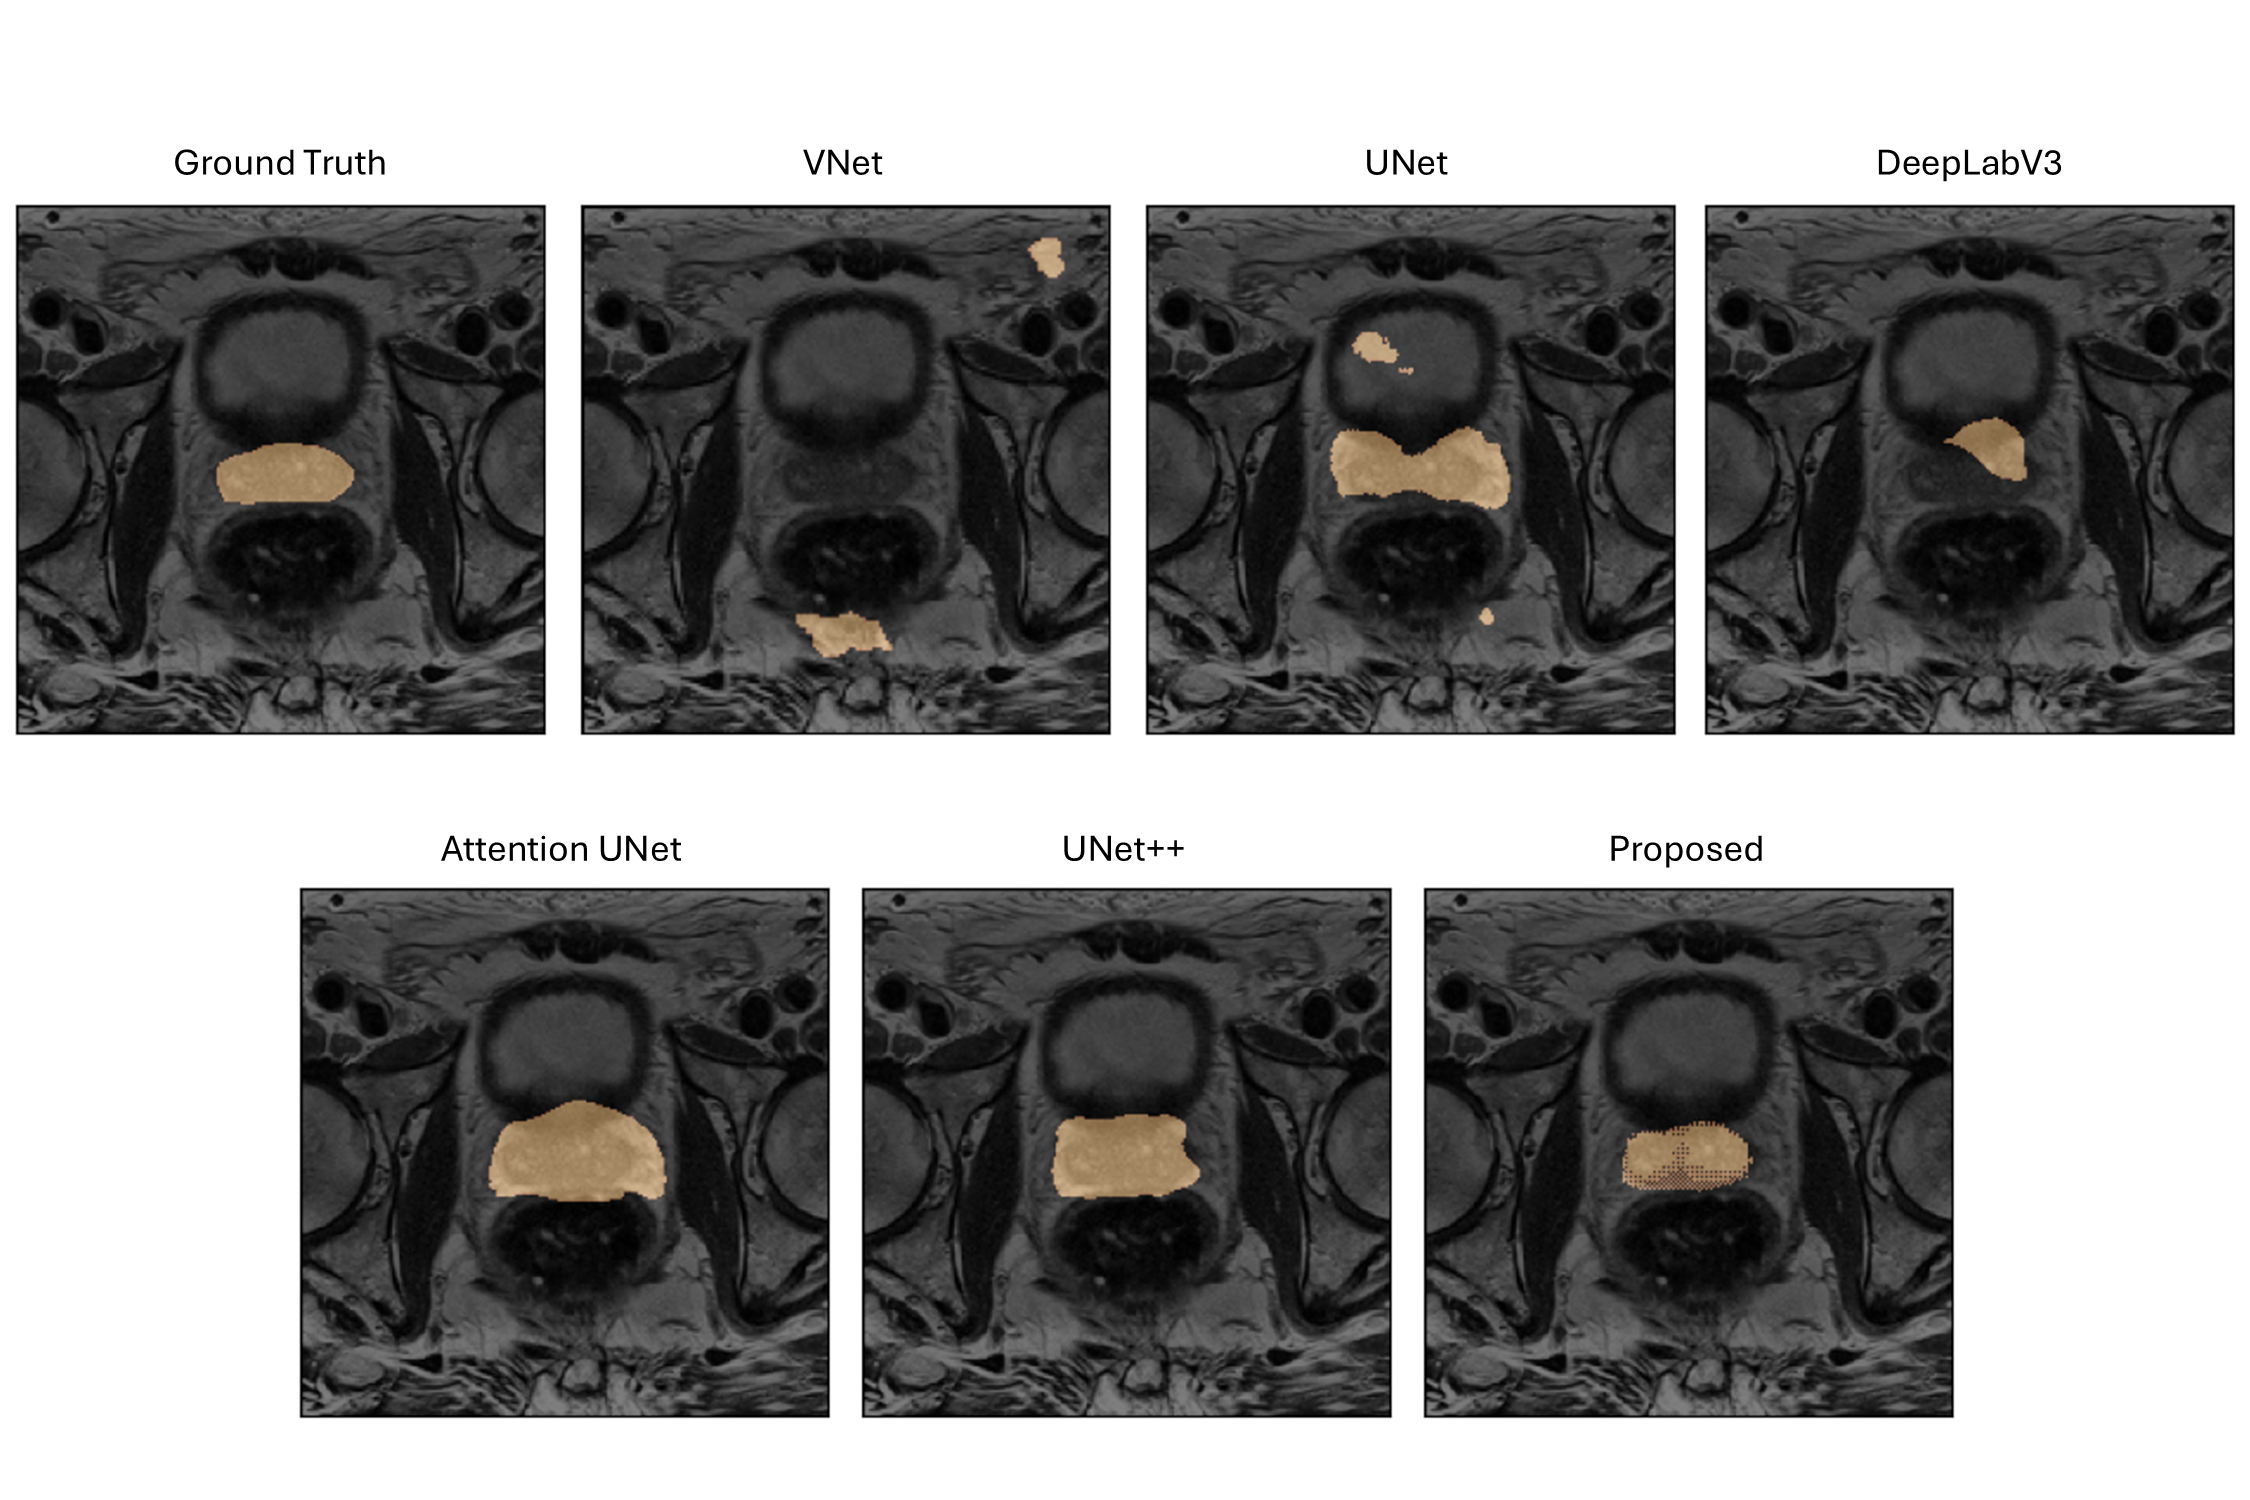 Ground Truth
VNet
UNet
DeepLabV3
Attention UNet
UNet++
Proposed